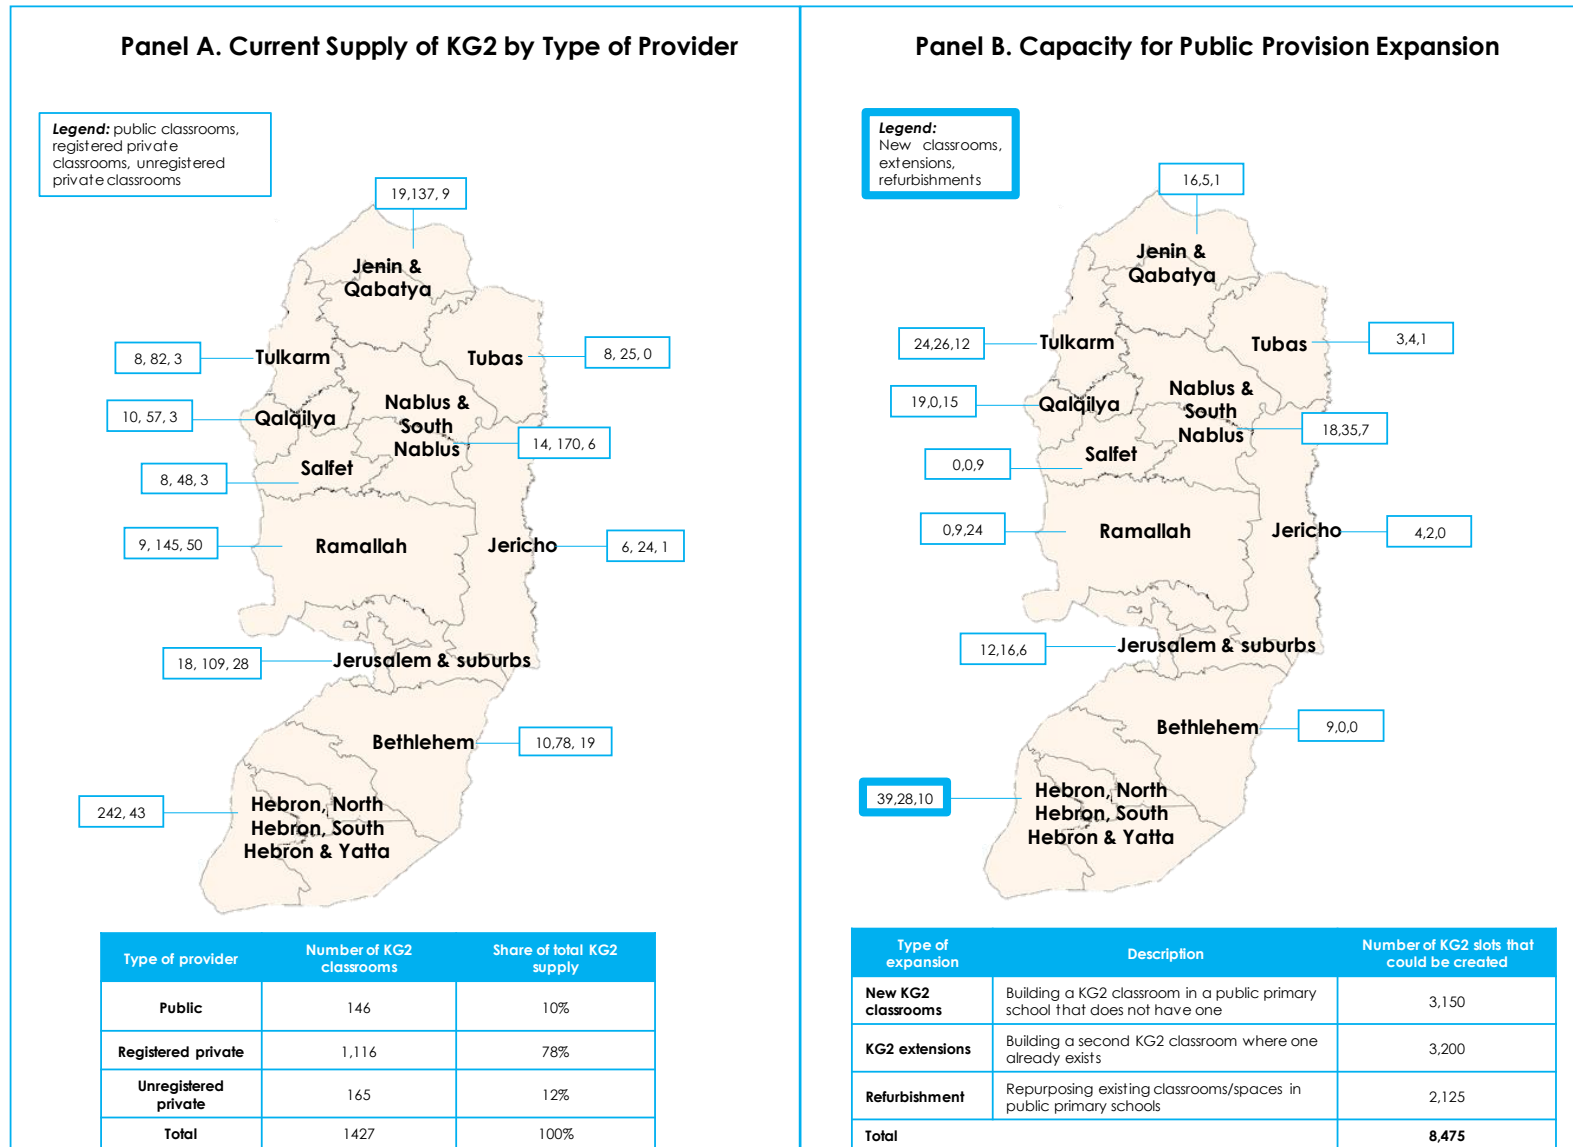 Panel A. Current Supply of KG2 by Type of Provider
Legend: public classrooms,
registered private
classrooms, unregistered
private classrooms
19,137, 9
Jenin &
Qabatya
8, 82, 3
Tulkarm
Tubas
8, 25, 0
10, 57, 3
Qalqilya
Nablus &
South
Nablus
14, 170, 6
8, 48, 3
Salfet
9, 145, 50
Ramallah
Jericho
6, 24, 1
18, 109, 28
Jerusalem & suburbs
Bethlehem
10,78, 19
242, 43
Hebron, North
Hebron, South
Hebron & Yatta
Type of provider
Number of KG2
classrooms
Share of total KG2
supply
Public
146
10%
Registered private
1,116
78%
Unregistered
private
165
12%
Total
1427
100%
Panel B. Capacity for Public Provision Expansion
Legend:
New classrooms,
extensions,
refurbishments
16,5,1
Jenin &
Qabatya
24,26,12
Tulkarm
Tubas
3,4,1
19,0,15
Qalqilya
Nablus &
South
Nablus
18,35,7
0,0,9
Salfet
0,9,24
Ramallah
Jericho
4,2,0
12,16,6
Jerusalem & suburbs
Bethlehem
9,0,0
39,28,10
Hebron, North
Hebron, South
Hebron & Yatta
Type of
expansion
Description
Number of KG2 slots that
could be created
New KG2
classrooms
Building a KG2 classroom in a public primary
school that does not have one
3,150
KG2 extensions
Building a second KG2 classroom where one
already exists
3,200
Refurbishment
Repurposing existing classrooms/spaces in
public primary schools
2,125
Total
8,475